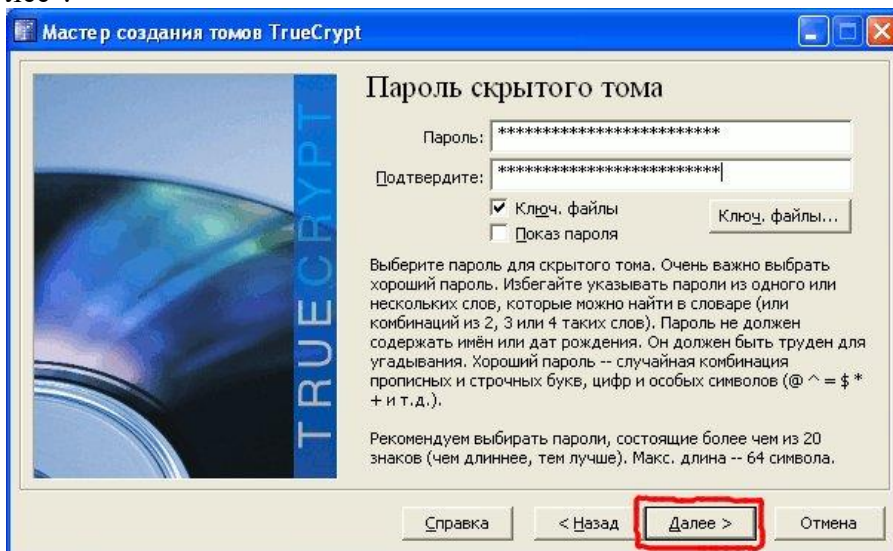 Мастер создания томов TrueCrypt
TRUECRYPT
Пароль скрытого тома
Пароль: *************************
Подтвердите: *************************
Ключ. файлы
Ключ. файлы...
Показ пароля
Выберите пароль для скрытого тома. Очень важно выбрать
хороший пароль. Избегайте указывать пароли из одного или
нескольких слов, которые можно найти в словаре (или
комбинаций из 2, 3 или 4 таких слов). Пароль не должен
содержать имён или дат рождения. Он должен быть труден для
угадывания. Хороший пароль -- случайная комбинация
прописных и строчных букв, цифр и особых символов (@ ^ = $ *
+ и т.д.).
Рекомендуем выбирать пароли, состоящие более чем из 20
знаков (чем длиннее, тем лучше). Макс. длина -- 64 символа.
Справка
< Назад
Далее >
Отмена